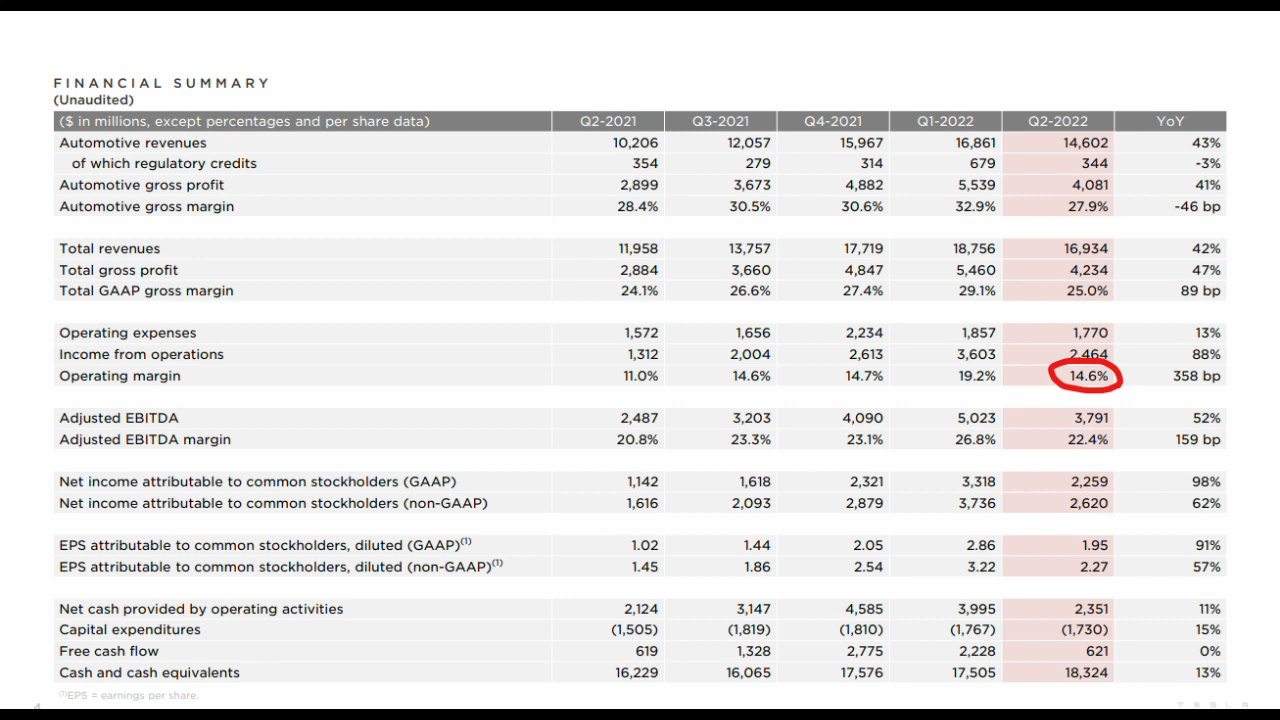 FINANCIAL SUMMARY
(Unaudited)
($ in millions, except percentages and per share data) Q2-2021 Q3-2021 Q4-2021 Q1-2022 Q2-2022 YoY
Automotive revenues 10,206 12,057 15,967 16,861 14,602 43%
of which regulatory credits 354 279 314 679 344 -3%
Automotive gross profit 2,899 3,673 4,882 5,539 4,081 41%
Automotive gross margin 28.4% 30.5% 30.6% 32.9% 27.9% -46 bp
Total revenues 11,958 13,757 17,719 18,756 16,934 42%
Total gross profit 2,884 3,660 4,847 5,460 4,234 47%
Total GAAP gross margin 24.1% 26.6% 27.4% 29.1% 25.0% 89 bp
Operating expenses 1,572 1,656 2,234 1,857 1,770 13%
Income from operations 1,312 2,004 2,613 3,603 2,464 88%
Operating margin 11.0% 14.6% 14.7% 19.2% 14.6% 358 bp
Adjusted EBITDA 2,487 3,203 4,090 5,023 3,791 52%
Adjusted EBITDA margin 20.8% 23.3% 23.1% 26.8% 22.4% 159 bp
Net income attributable to common stockholders (GAAP) 1,142 1,618 2,321 3,318 2,259 98%
Net income attributable to common stockholders (non-GAAP) 1,616 2,093 2,879 3,736 2,620 62%
EPS attributable to common stockholders, diluted (GAAP)(1) 1.02 1.44 2.05 2.86 1.95 91%
EPS attributable to common stockholders, diluted (non-GAAP)(1) 1.45 1.86 2.54 3.22 2.27 57%
Net cash provided by operating activities 2,124 3,147 4,585 3,995 2,351 11%
Capital expenditures (1,505) (1,819) (1,810) (1,767) (1,730) 15%
Free cash flow 619 1,328 2,775 2,228 621 0%
Cash and cash equivalents 16,229 16,065 17,576 17,505 18,324 13%
(1)EPS = earnings per share.